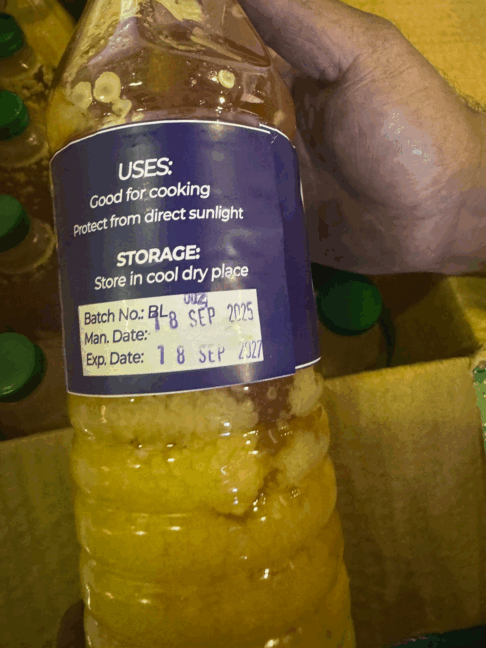 USES:
Good for cooking
Protect from direct sunlight
STORAGE:
Store in cool dry place
Batch No.: BL 002
Man. Date: 18 SEP 2025
Exp. Date: 18 SEP 2027